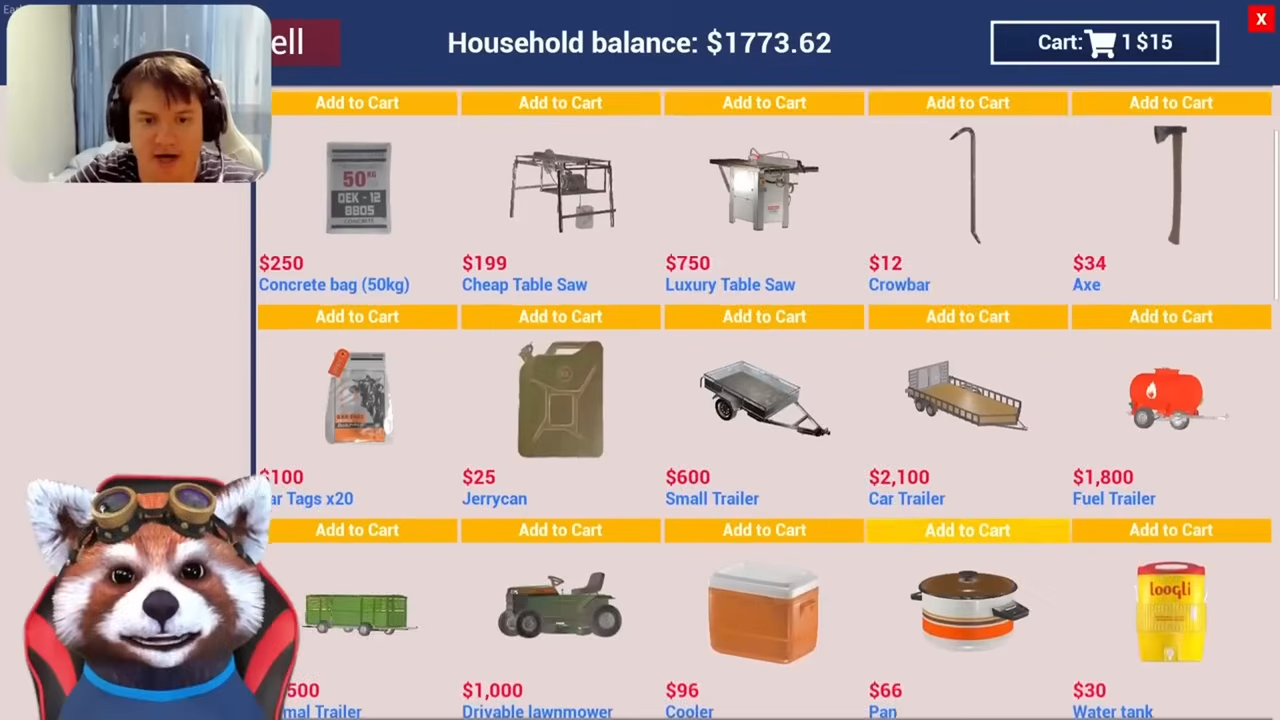 ell
Household balance: $1773.62
Cart: 1 $15
X
Add to Cart Add to Cart Add to Cart Add to Cart Add to Cart
50KG
OEK - 12
8805
CONCRETE
$250 $199 $750 $12 $34
Concrete bag (50kg) Cheap Table Saw Luxury Table Saw Crowbar Axe
Add to Cart Add to Cart Add to Cart Add to Cart Add to Cart
EAR TAGS
$100 $25 $600 $2,100 $1,800
ar Tags x20 Jerrycan Small Trailer Car Trailer Fuel Trailer
Add to Cart Add to Cart Add to Cart Add to Cart Add to Cart
loogli
500 $1,000 $96 $66 $30
mal Trailer Drivable lawnmower Cooler Pan Water tank